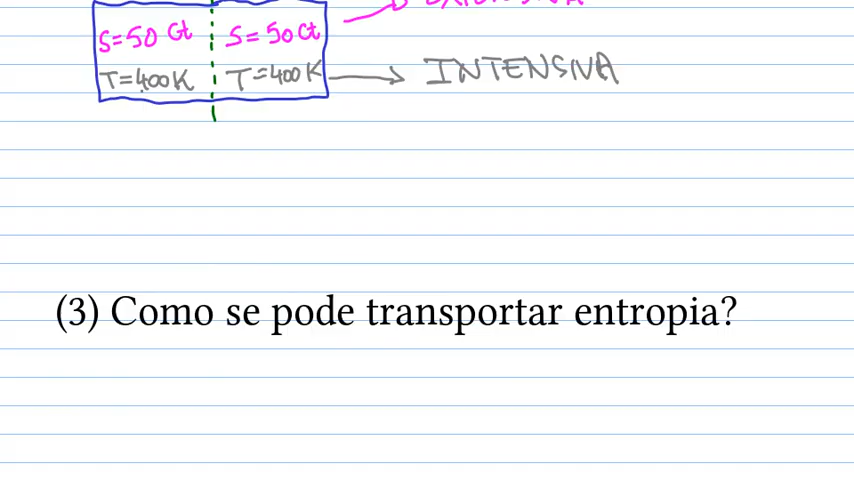 S=50 Ct S=50 Ct
T=400K T=400K INTENSIVA
(3) Como se pode transportar entropia?